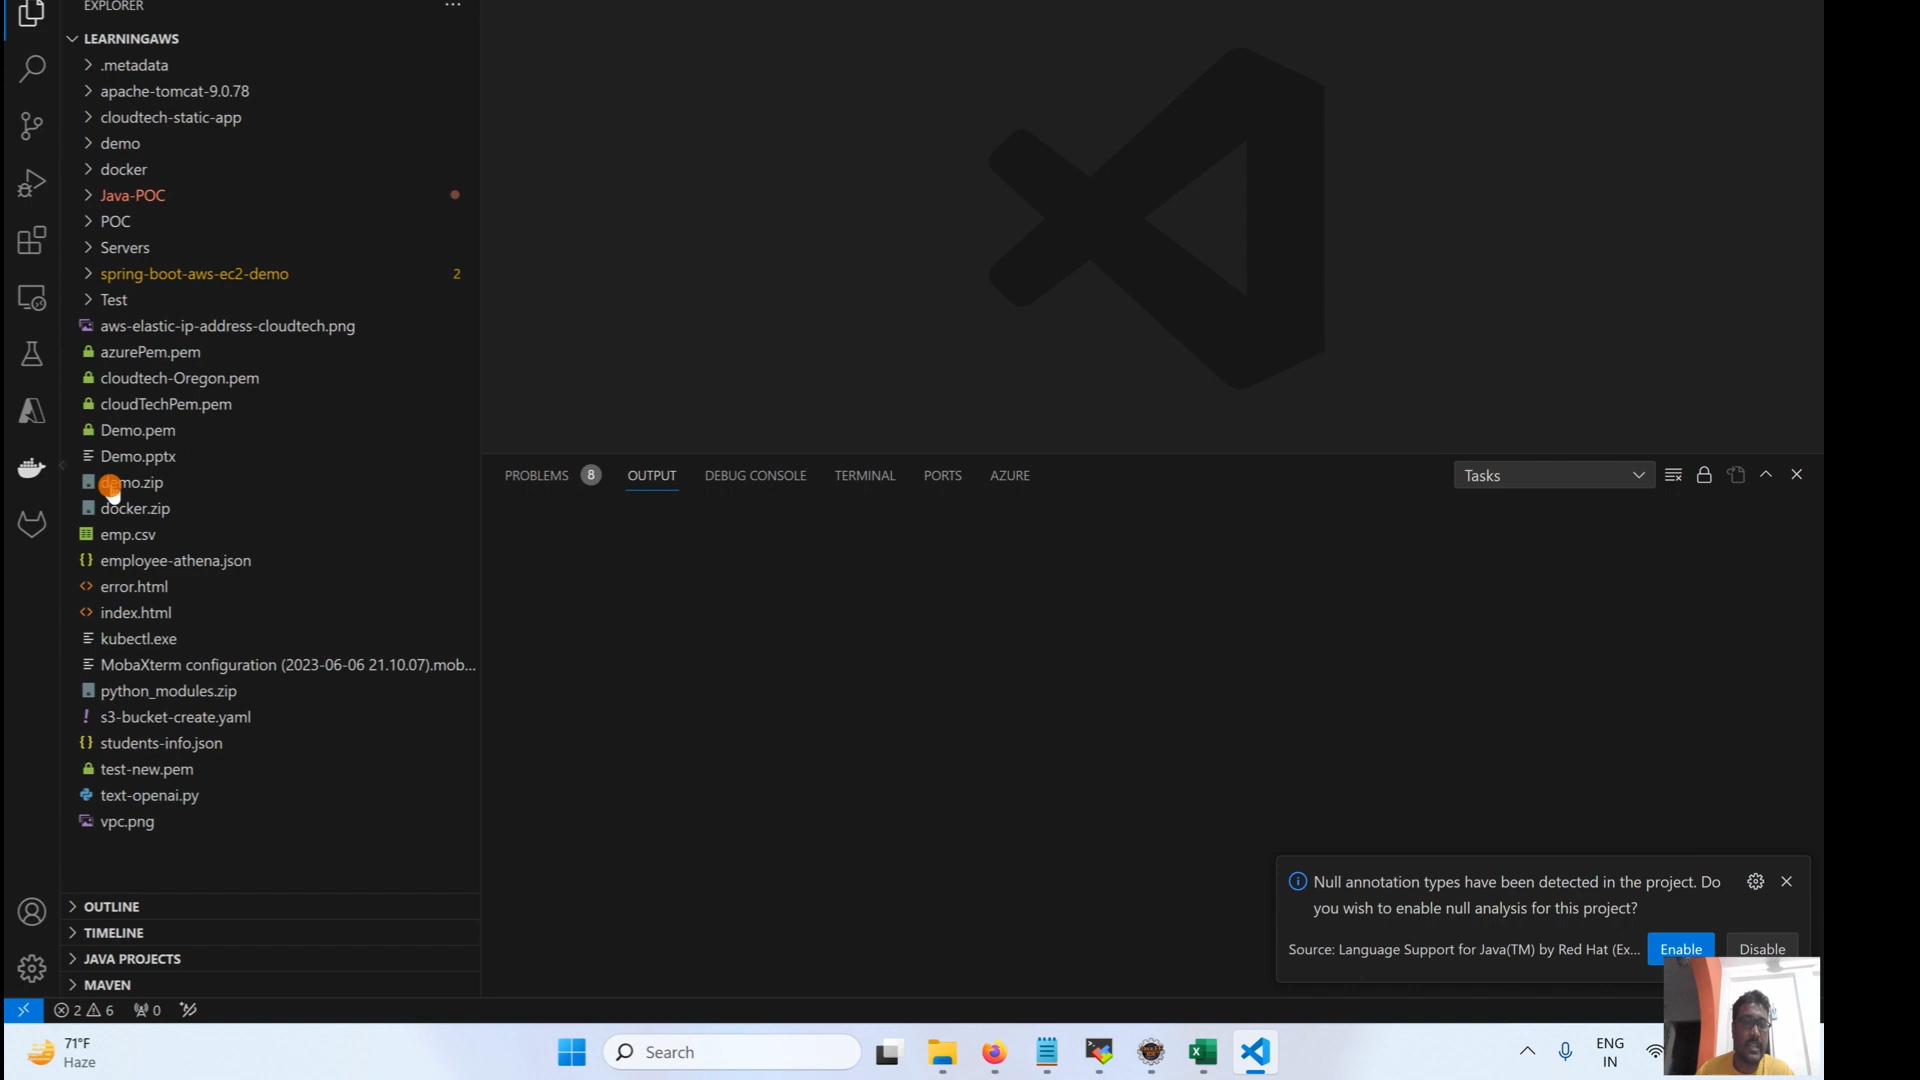 EXPLORER
LEARNINGAWS
.metadata
apache-tomcat-9.0.78
cloudtech-static-app
demo
docker
Java-POC
POC
Servers
spring-boot-aws-ec2-demo 2
Test
aws-elastic-ip-address-cloudtech.png
azurePem.pem
cloudtech-Oregon.pem
cloudTechPem.pem
Demo.pem
Demo.pptx
demo.zip
docker.zip
emp.csv
employee-athena.json
error.html
index.html
kubectl.exe
MobaXterm configuration (2023-06-06 21.10.07).mob...
python_modules.zip
s3-bucket-create.yaml
students-info.json
test-new.pem
text-openai.py
vpc.png
OUTLINE
TIMELINE
JAVA PROJECTS
MAVEN
PROBLEMS 8 OUTPUT DEBUG CONSOLE TERMINAL PORTS AZURE Tasks
Null annotation types have been detected in the project. Do
you wish to enable null analysis for this project?
Source: Language Support for Java(TM) by Red Hat (Ex... Enable Disable
2 6 0
71°F
Haze
Search
ENG
IN